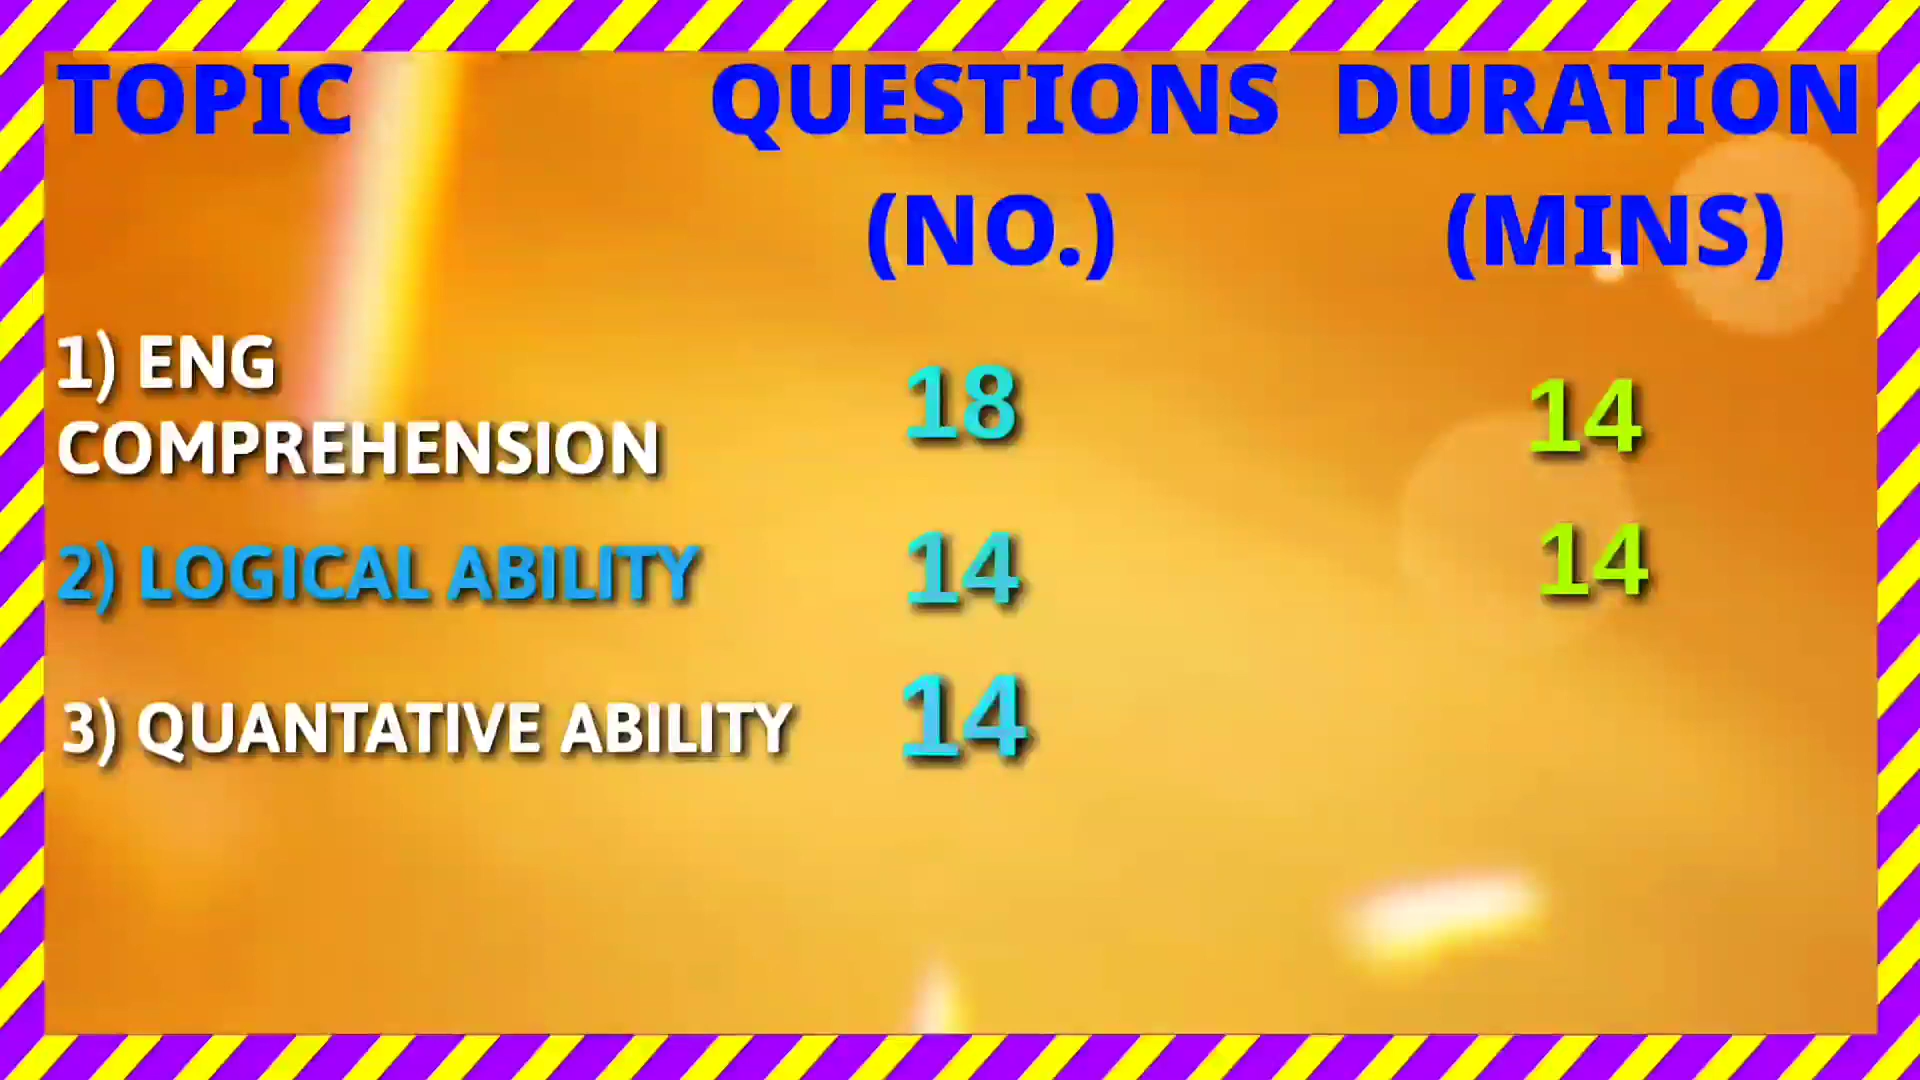 TOPIC QUESTIONS DURATION
(NO.) (MINS)
1) ENG
COMPREHENSION 18 14
2) LOGICAL ABILITY 14 14
3) QUANTATIVE ABILITY 14